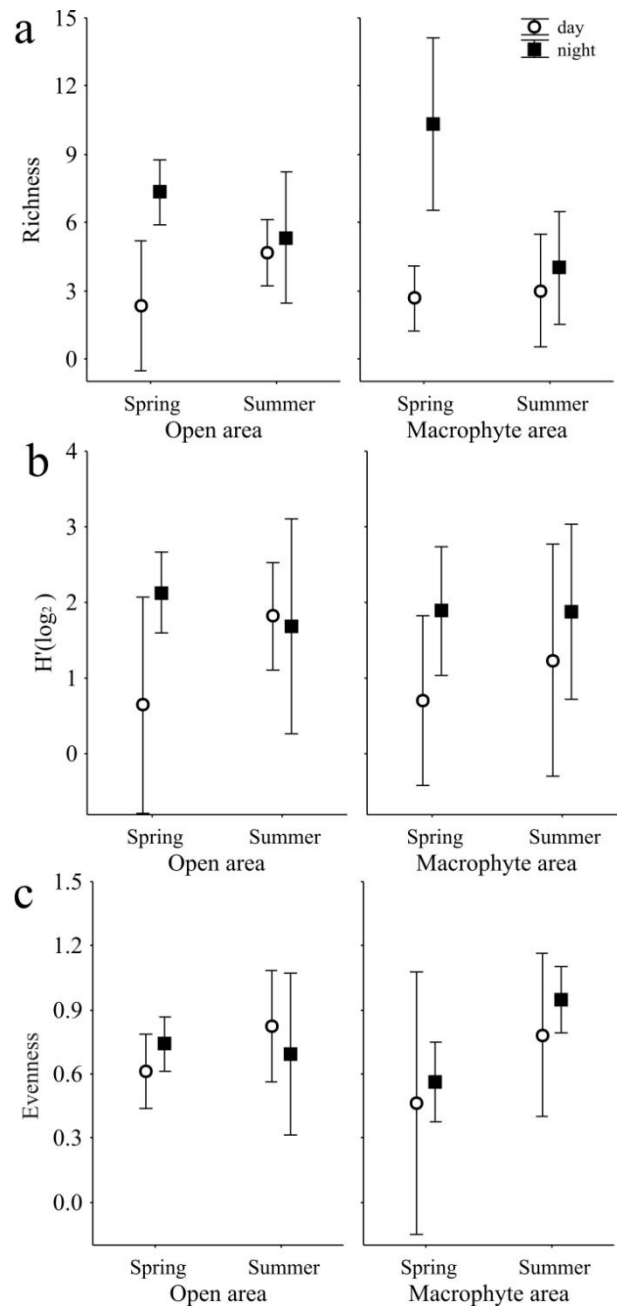 a
15
12
9
6
3
0
Richness
day
night
Spring Summer
Open area
Spring Summer
Macrophyte area
b
4
3
2
1
0
H'(log₂)
Spring Summer
Open area
Spring Summer
Macrophyte area
c
1.5
1.2
0.9
0.6
0.3
0.0
Evenness
Spring Summer
Open area
Spring Summer
Macrophyte area